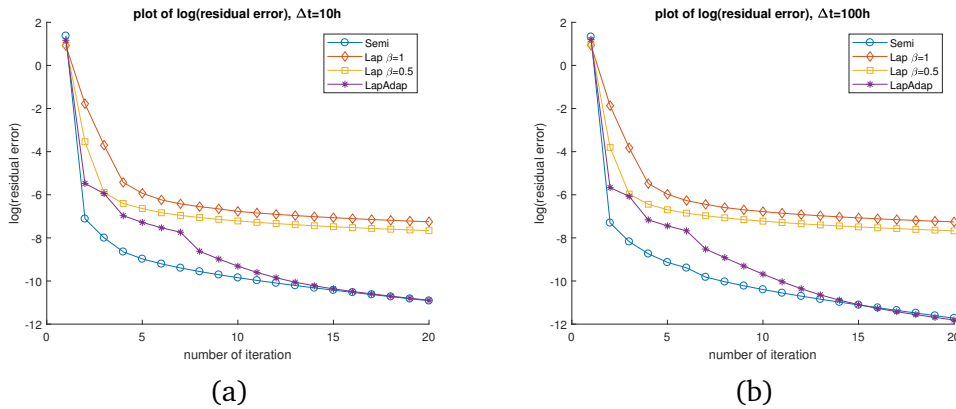 plot of log(residual error), Δt=10h
2
0
-2
-4
-6
-8
-10
-12
log(residual error)
0 5 10 15 20
number of iteration
Semi
Lap β=1
Lap β=0.5
LapAdap
(a)
plot of log(residual error), Δt=100h
2
0
-2
-4
-6
-8
-10
-12
log(residual error)
0 5 10 15 20
number of iteration
Semi
Lap β=1
Lap β=0.5
LapAdap
(b)